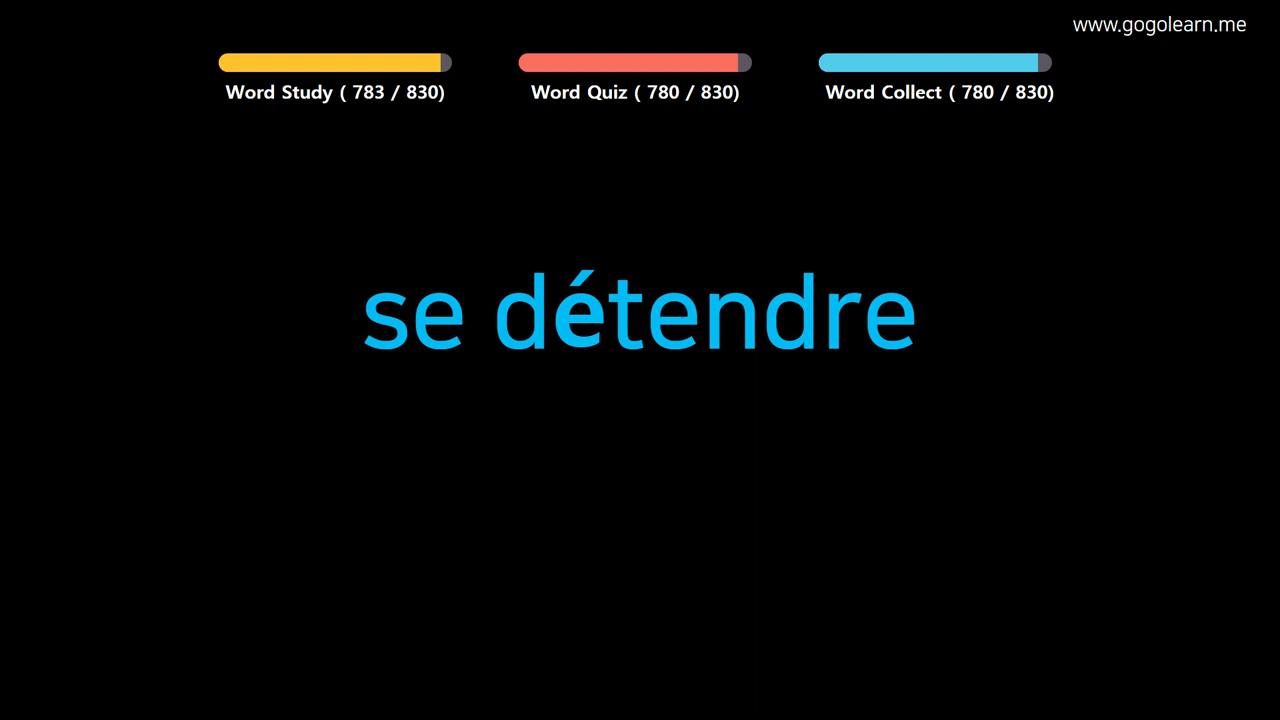 www.gogolearn.me
Word Study ( 783 / 830)
Word Quiz ( 780 / 830)
Word Collect ( 780 / 830)
se détendre